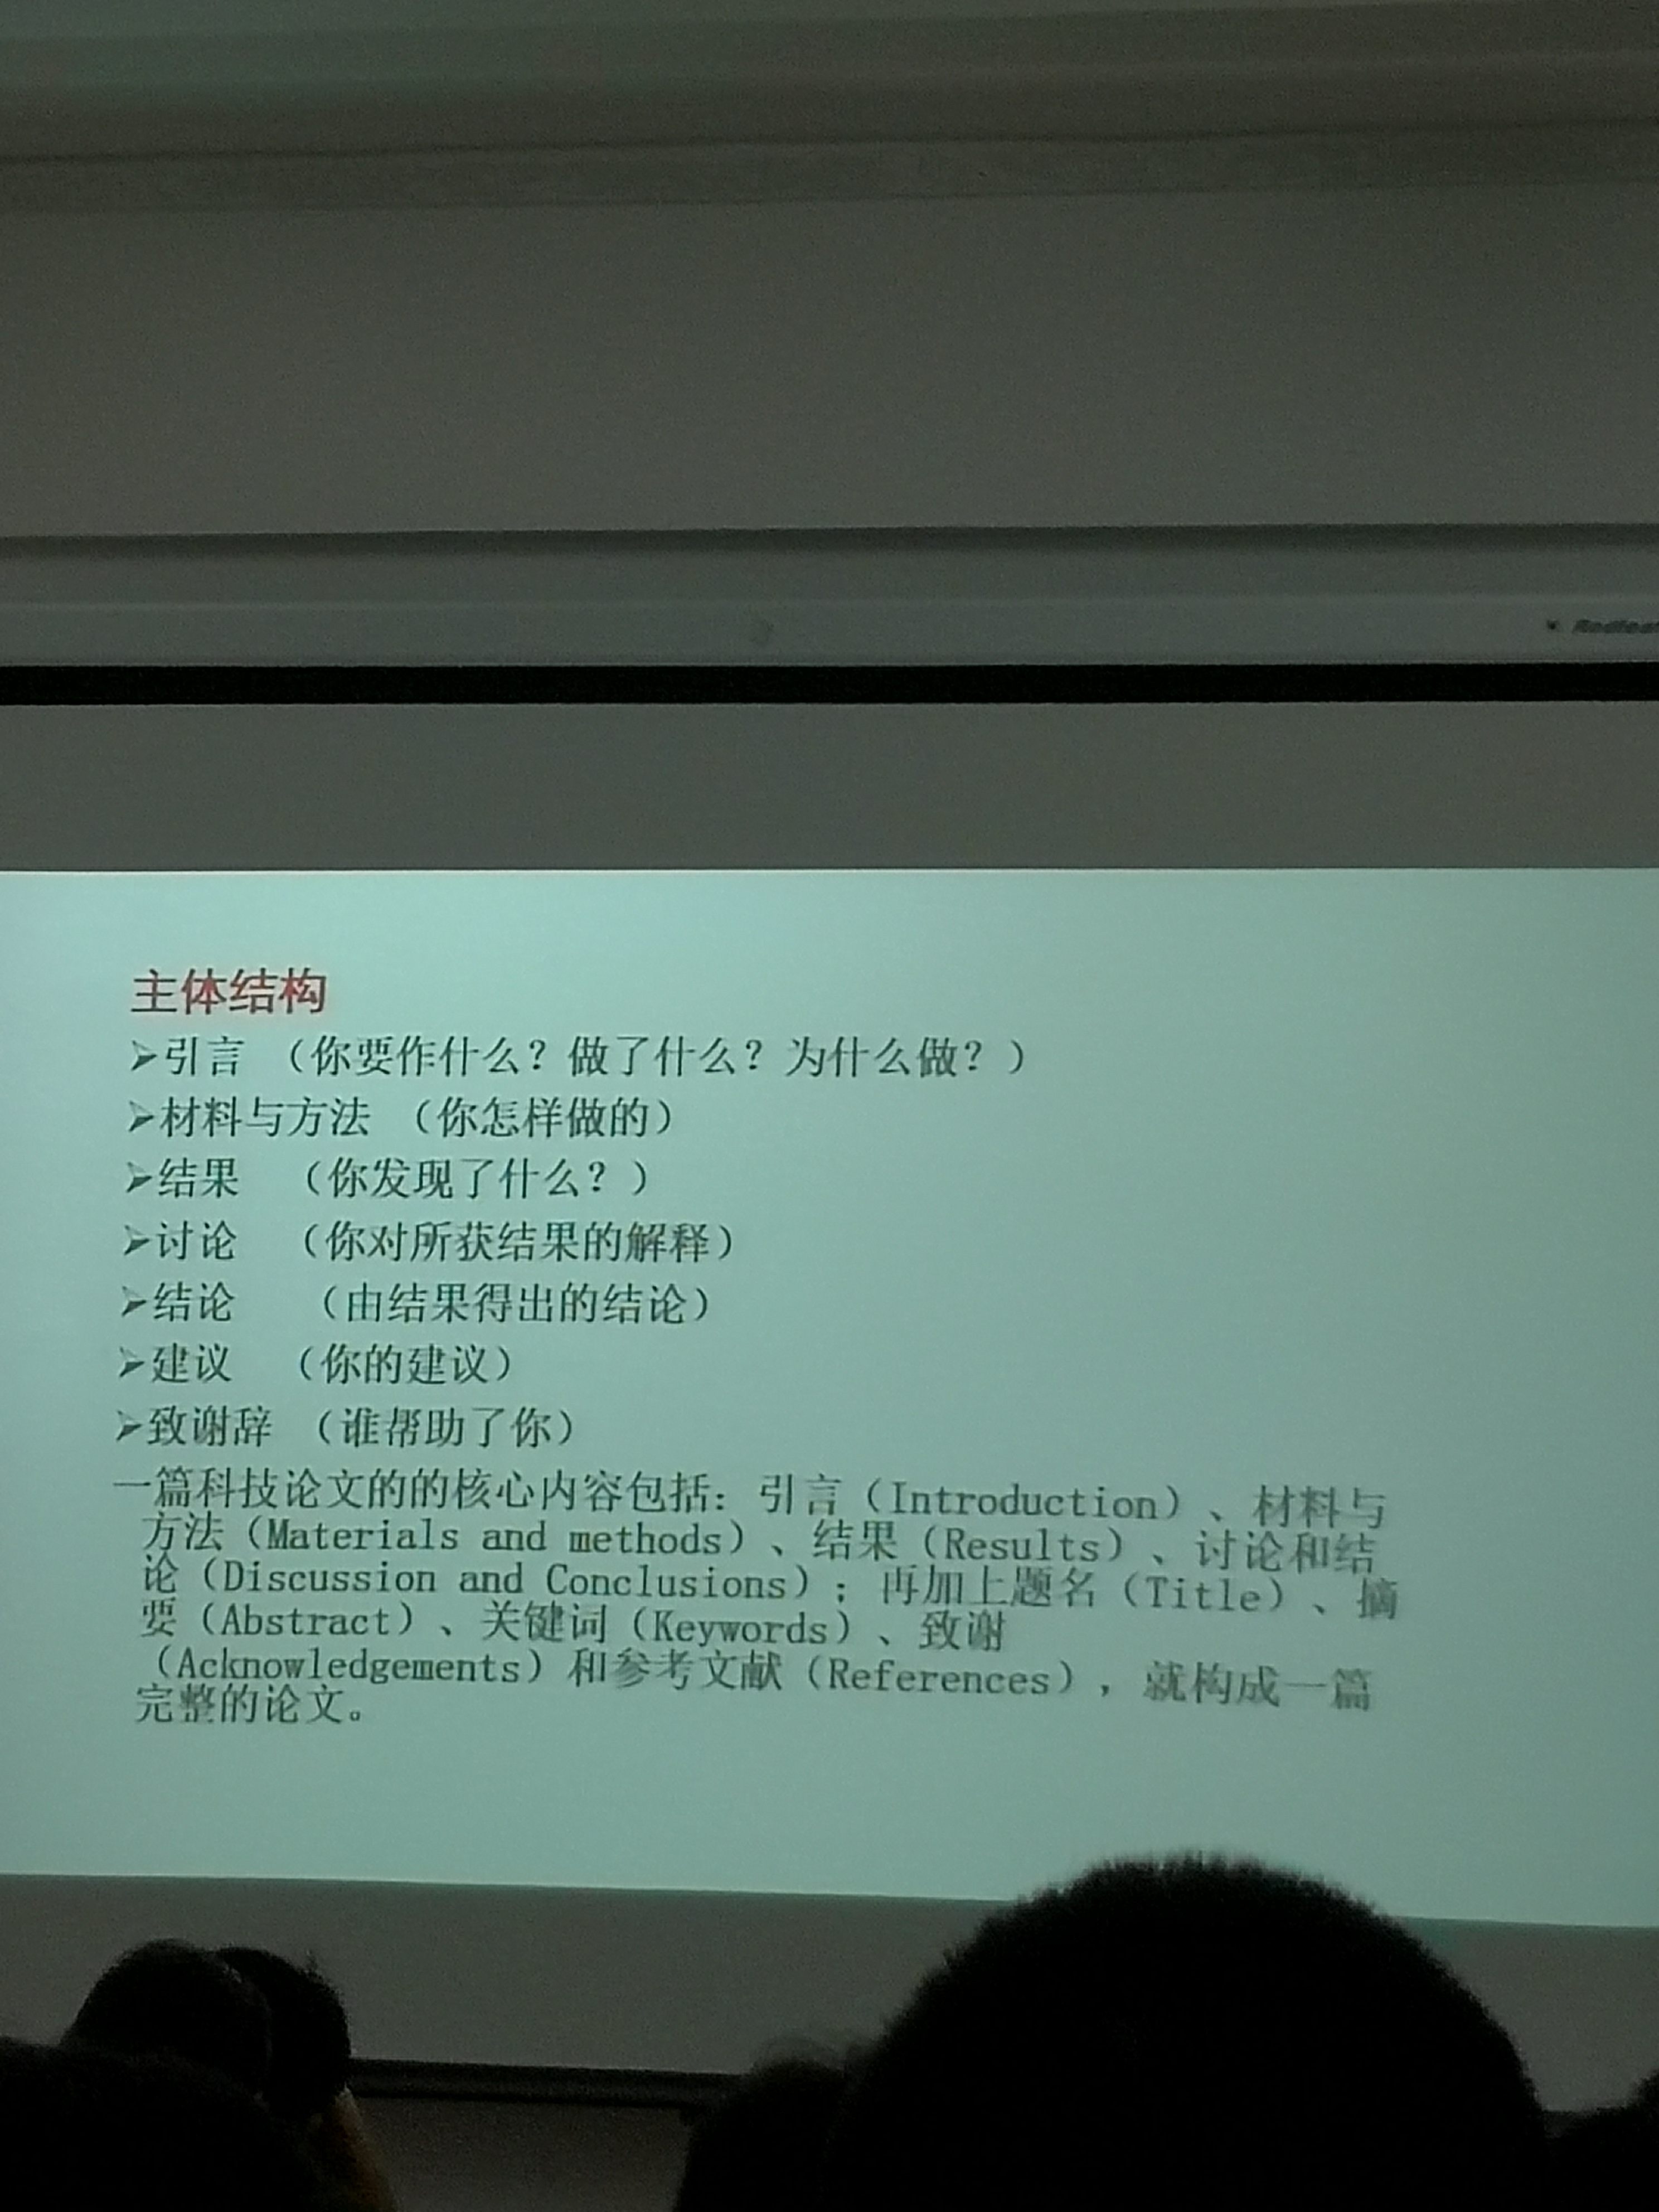 主体结构
➢引言 （你要作什么？做了什么？为什么做？）
➢材料与方法 （你怎样做的）
➢结果 （你发现了什么？）
➢讨论 （你对所获结果的解释）
➢结论 （由结果得出的结论）
➢建议 （你的建议）
➢致谢辞 （谁帮助了你）
一篇科技论文的的核心内容包括：引言（Introduction）、材料与
方法（Materials and methods）、结果（Results）、讨论和结
论（Discussion and Conclusions）；再加上题名（Title）、摘
要（Abstract）、关键词（Keywords）、致谢
（Acknowledgements）和参考文献（References），就构成一篇
完整的论文。